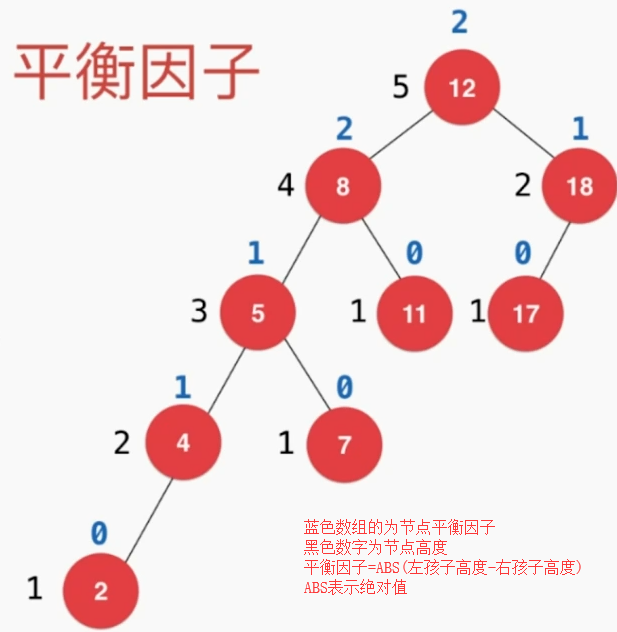 平衡因子
2
5 12
2 1
4 8 2 18
1 0 0
3 5 1 11 1 17
1 0
2 4 1 7
0
1 2
蓝色数组的为节点平衡因子
黑色数字为节点高度
平衡因子=ABS(左孩子高度-右孩子高度)
ABS表示绝对值